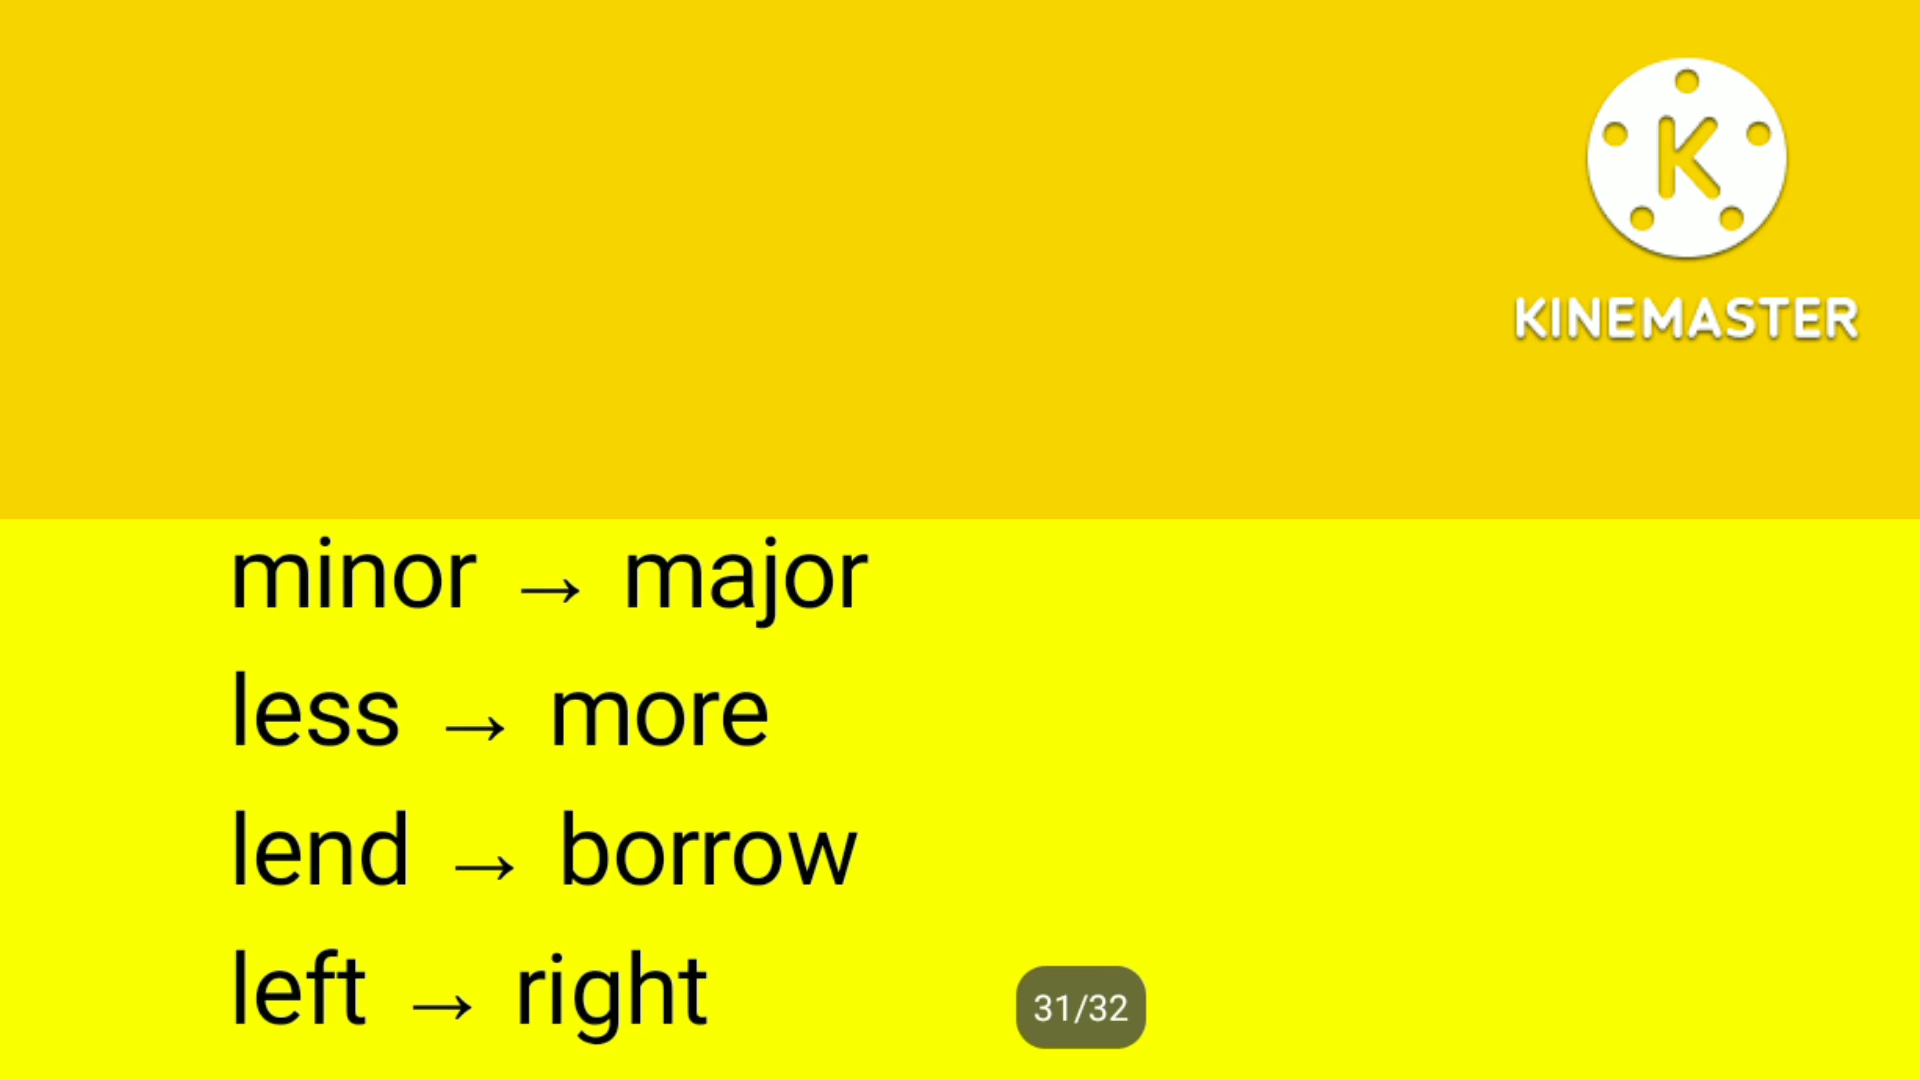 K
KINEMASTER
minor → major
less → more
lend → borrow
left → right
31/32